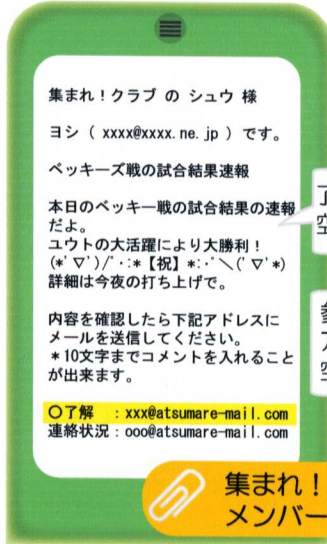 集まれ！クラブ の シュウ 様
ヨシ（ xxxx@xxxx.ne.jp ）です。
ベッキーズ戦の試合結果速報
本日のベッキー戦の試合結果の速報
だよ。
ユウトの大活躍により大勝利！
(*'▽')/ﾟ･:*【祝】*:･ﾟ＼('▽'*)
詳細は今夜の打ち上げで。
内容を確認したら下記アドレスに
メールを送信してください。
＊10文字までコメントを入れること
が出来ます。
〇了解　：xxx@atsumare-mail.com
連絡状況：ooo@atsumare-mail.com
空
空
集まれ！
メンバー